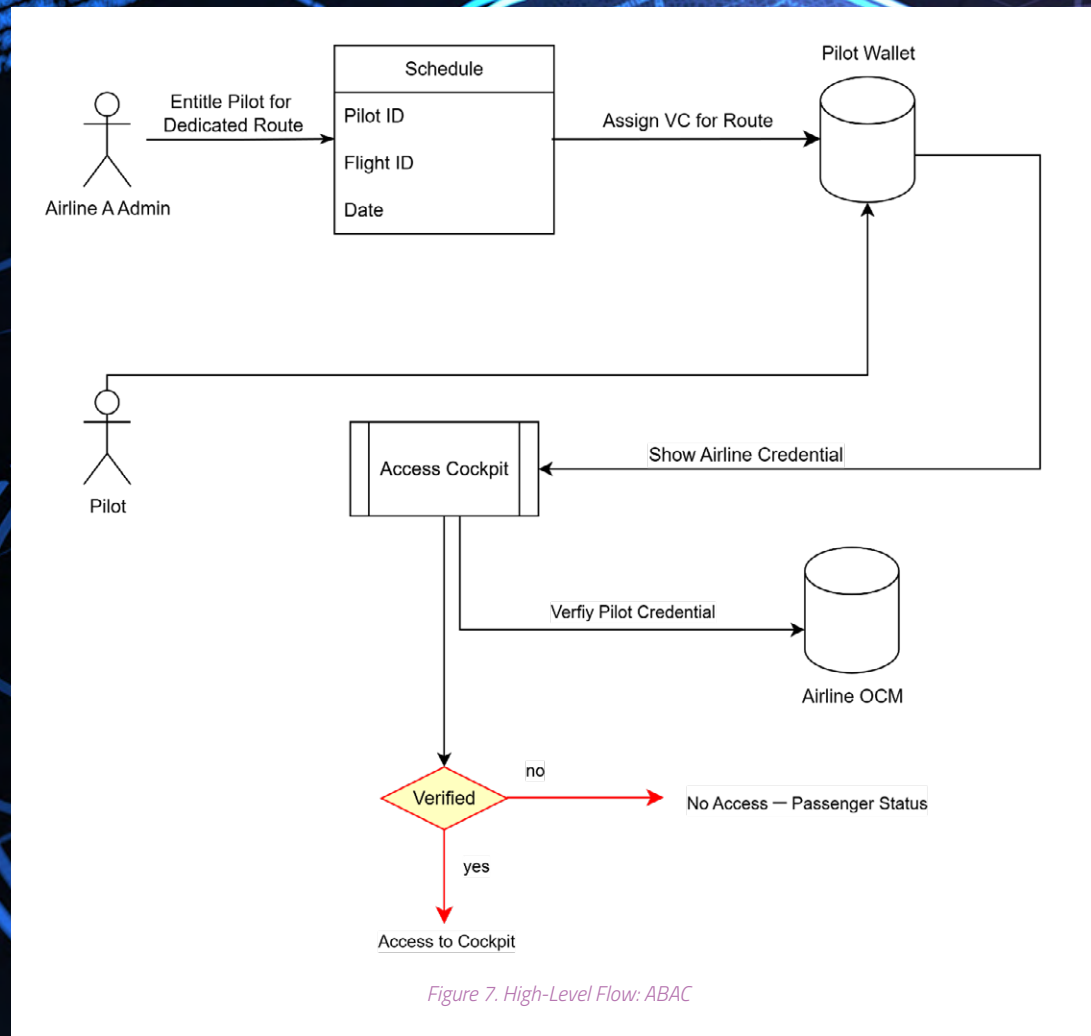 Pilot Wallet
Schedule
Entitle Pilot for
Dedicated Route
Pilot ID
Assign VC for Route
Flight ID
Airline A Admin
Date
Show Airline Credential
Access Cockpit
Pilot
Verfiy Pilot Credential
Airline OCM
no
Verified
No Access — Passenger Status
yes
Access to Cockpit
Figure 7. High-Level Flow: ABAC